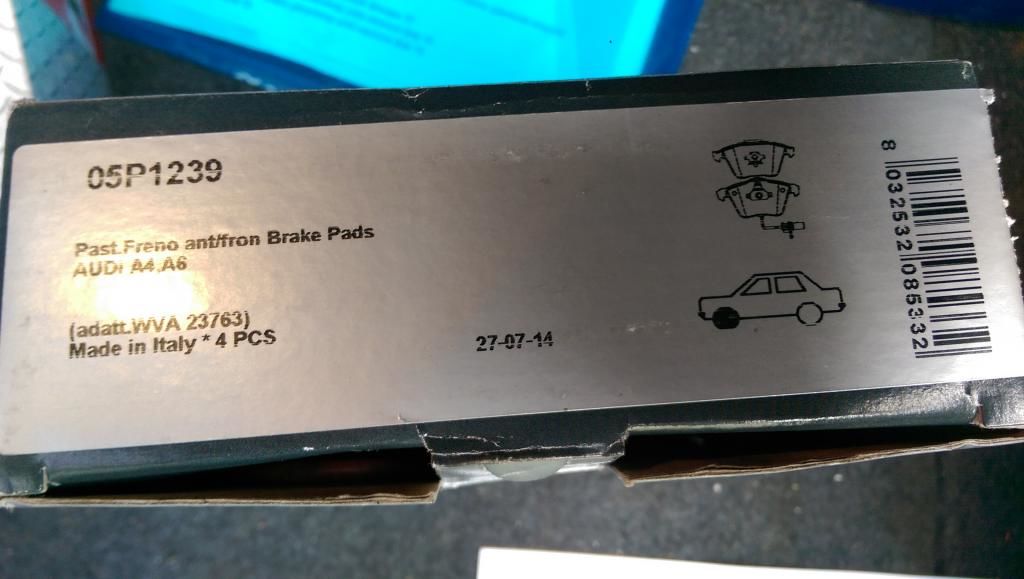 05P1239
Past.Freno ant/fron Brake Pads
AUDI A4,A6
(adatt.WVA 23763)
Made in Italy * 4 PCS
27-07-14
8 032532 085332